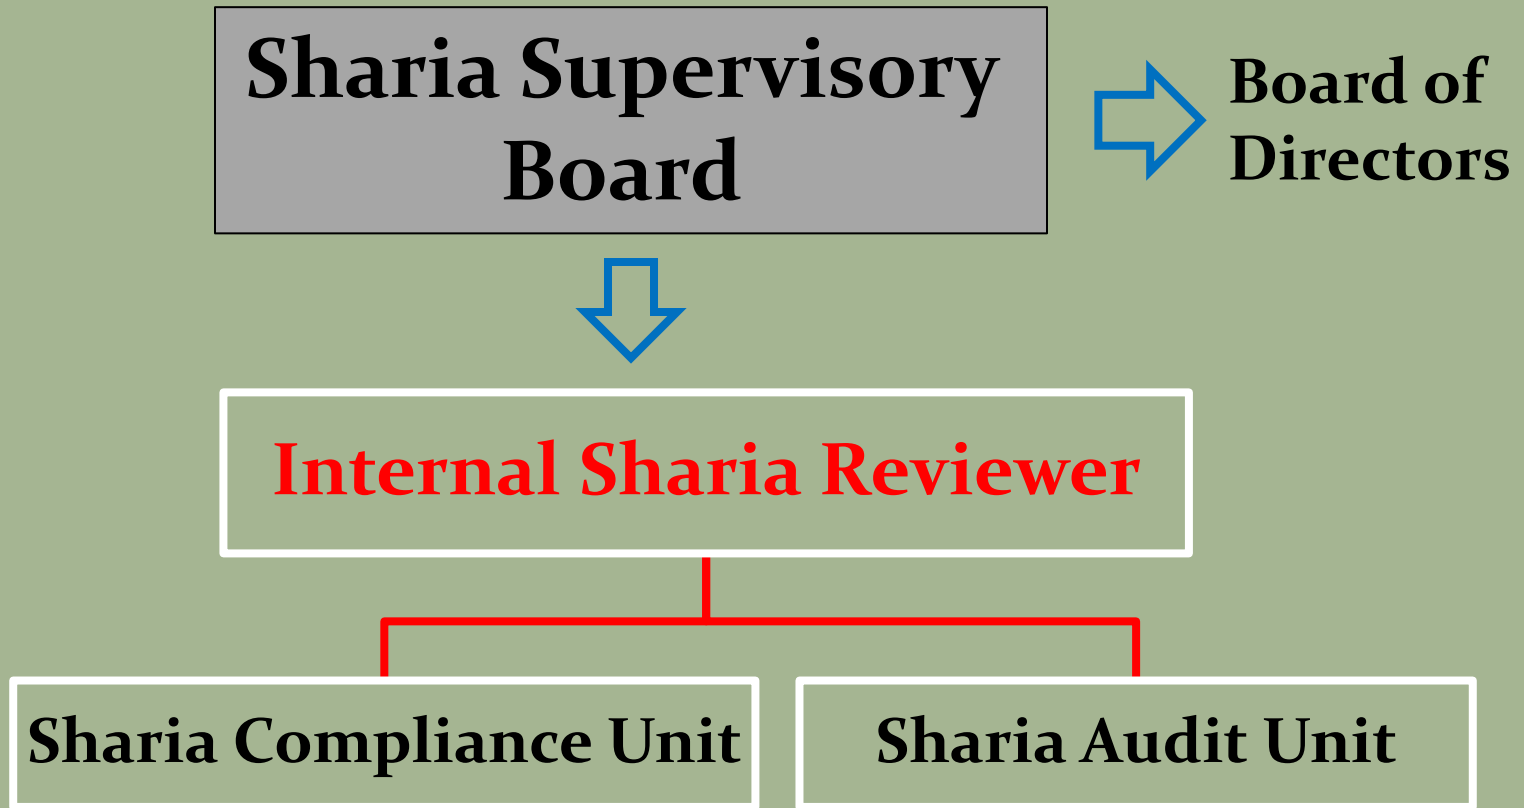 Sharia Supervisory
Board
Board of
Directors
Internal Sharia Reviewer
Sharia Compliance Unit
Sharia Audit Unit